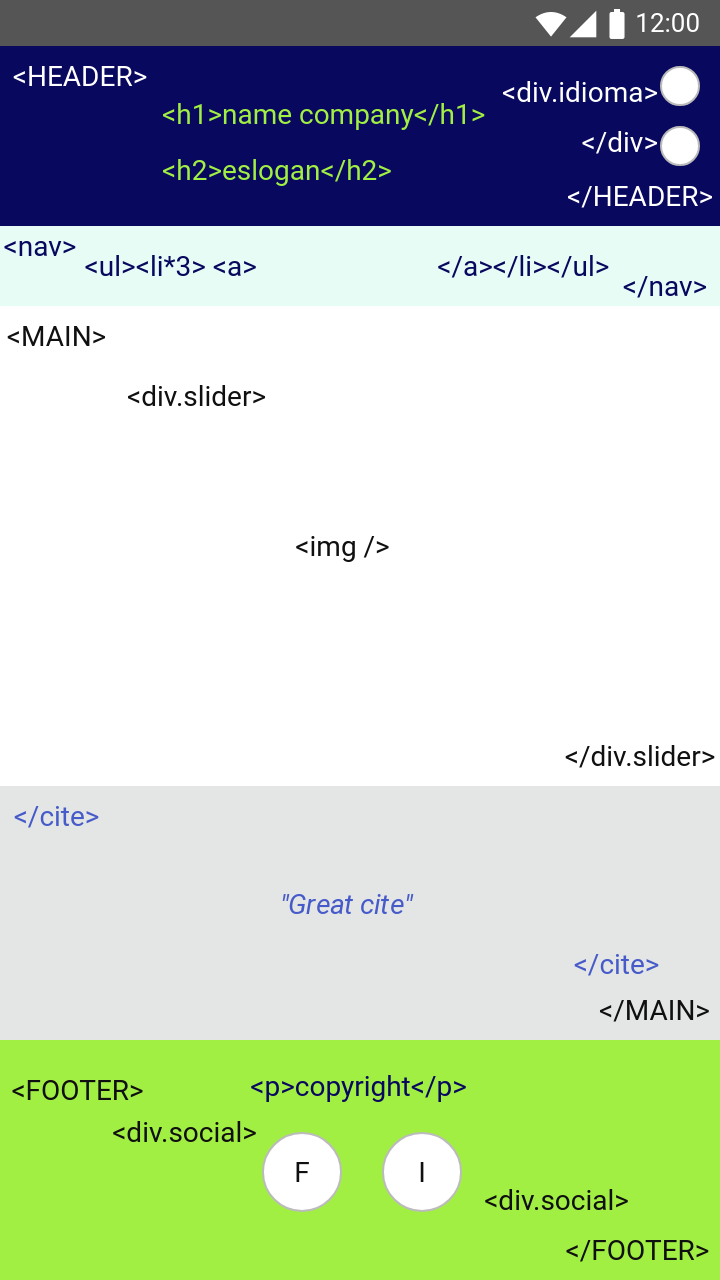 12:00
<HEADER>
<div.idioma>
<h1>name company</h1>
</div>
<h2>eslogan</h2>
</HEADER>
<nav>
<ul><li*3> <a> </a></li></ul>
</nav>
<MAIN>
<div.slider>
<img />
</div.slider>
</cite>
"Great cite"
</cite>
</MAIN>
<FOOTER>
<p>copyright</p>
<div.social>
F I
<div.social>
</FOOTER>